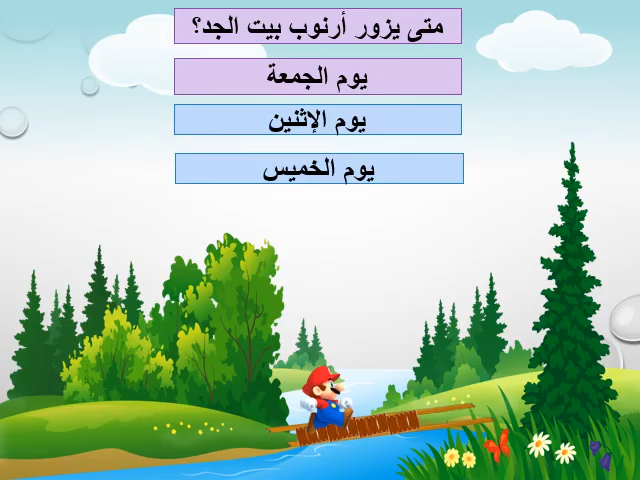 متى يزور أرنوب بيت الجد؟
يوم الجمعة
يوم الإثنين
يوم الخميس